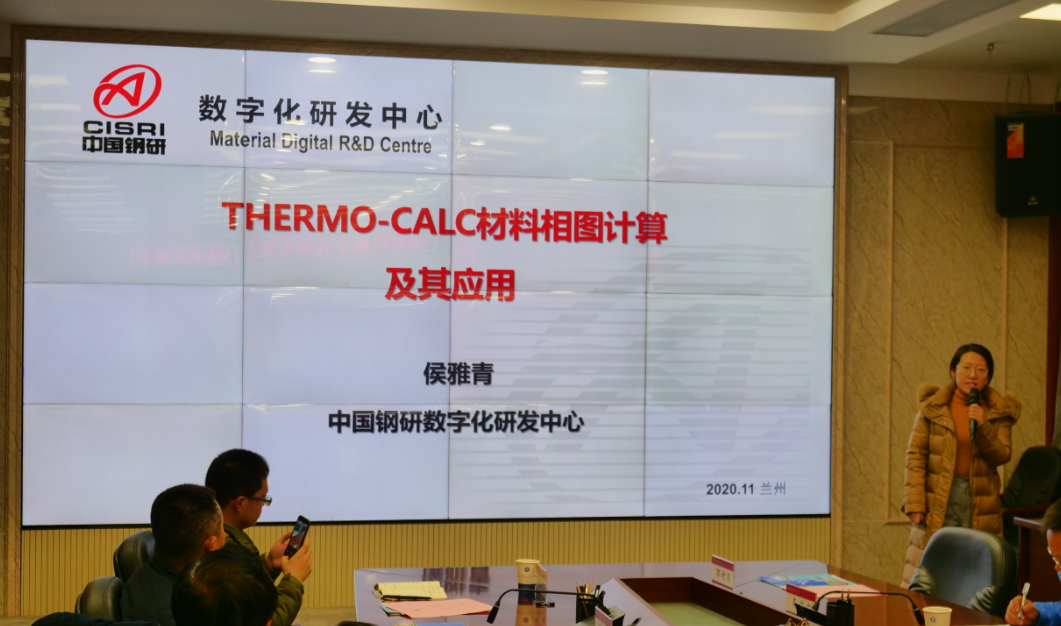 CISRI
中国钢研
数字化研发中心
Material Digital R&D Centre
THERMO-CALC材料相图计算
及其应用
侯雅青
中国钢研数字化研发中心
2020.11 兰州